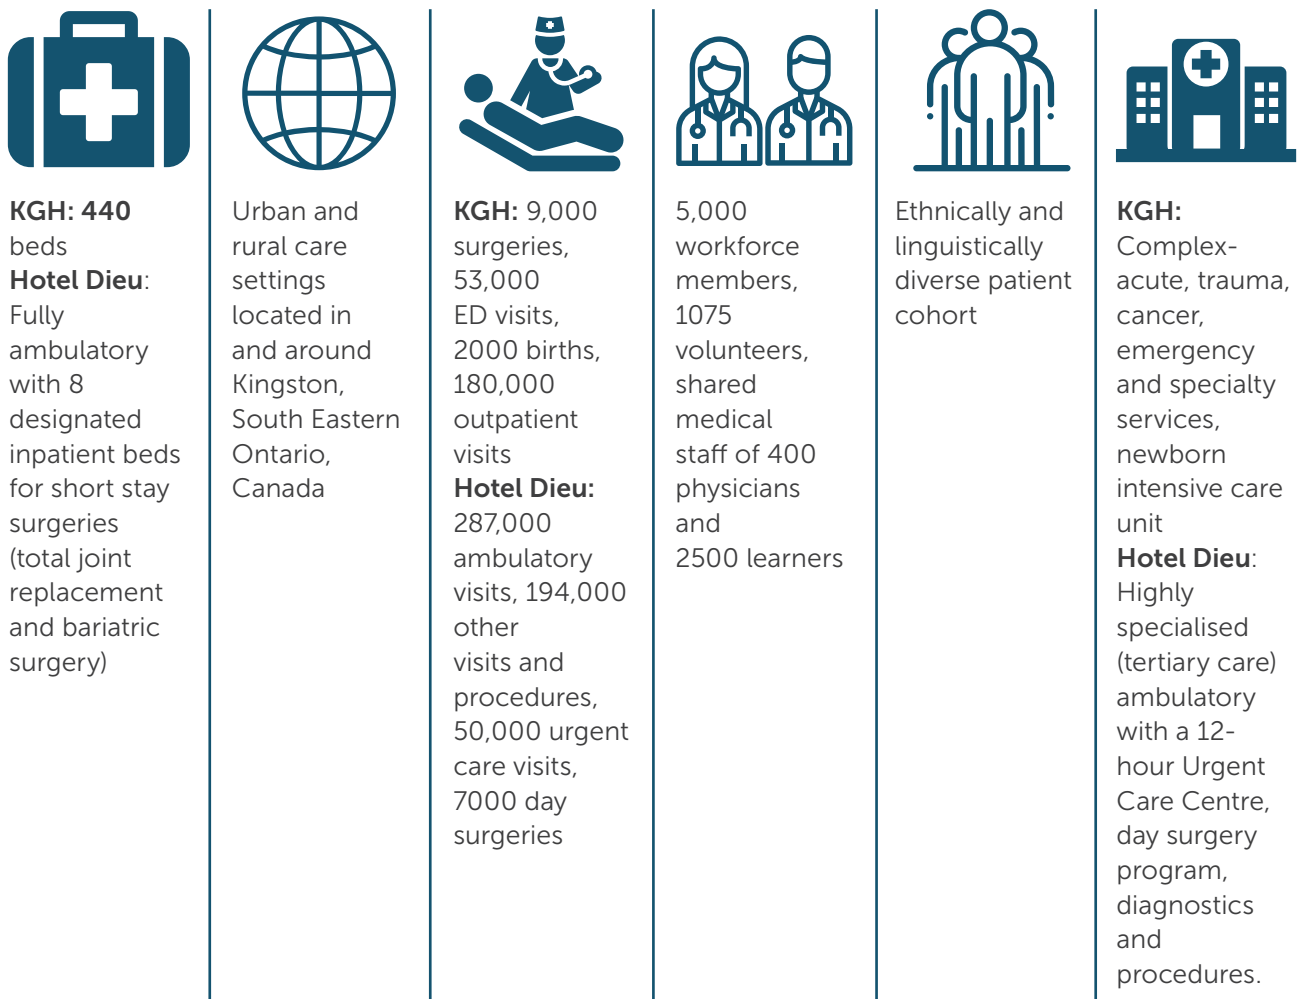 KGH: 440
beds
Hotel Dieu:
Fully
ambulatory
with 8
designated
inpatient beds
for short stay
surgeries
(total joint
replacement
and bariatric
surgery)
Urban and
rural care
settings
located in
and around
Kingston,
South Eastern
Ontario,
Canada
KGH: 9,000
surgeries,
53,000
ED visits,
2000 births,
180,000
outpatient
visits
Hotel Dieu:
287,000
ambulatory
visits, 194,000
other
visits and
procedures,
50,000 urgent
care visits,
7000 day
surgeries
5,000
workforce
members,
1075
volunteers,
shared
medical
staff of 400
physicians
and
2500 learners
Ethnically and
linguistically
diverse patient
cohort
KGH:
Complex-
acute, trauma,
cancer,
emergency
and specialty
services,
newborn
intensive care
unit
Hotel Dieu:
Highly
specialised
(tertiary care)
ambulatory
with a 12-
hour Urgent
Care Centre,
day surgery
program,
diagnostics
and
procedures.